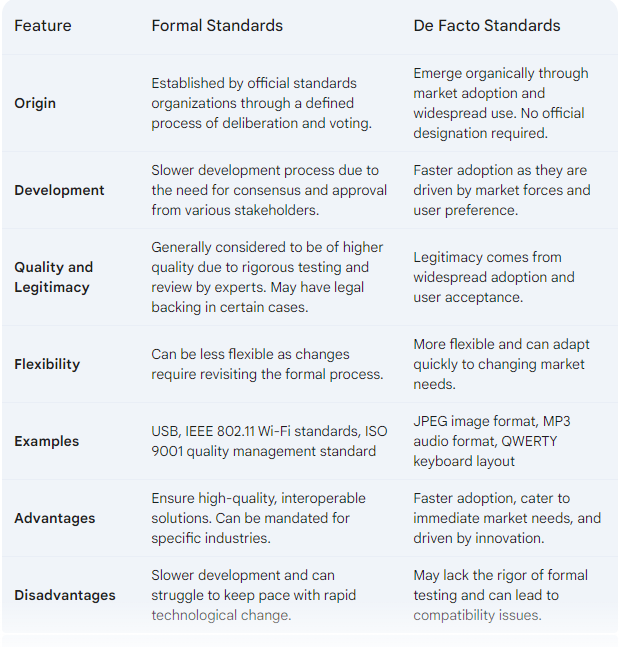 Feature Formal Standards De Facto Standards
Origin
Established by official standards
organizations through a defined
process of deliberation and voting.
Emerge organically through
market adoption and
widespread use. No official
designation required.
Development
Slower development process due to
the need for consensus and approval
from various stakeholders.
Faster adoption as they are
driven by market forces and
user preference.
Quality and
Legitimacy
Generally considered to be of higher
quality due to rigorous testing and
review by experts. May have legal
backing in certain cases.
Legitimacy comes from
widespread adoption and
user acceptance.
Flexibility
Can be less flexible as changes
require revisiting the formal process.
More flexible and can adapt
quickly to changing market
needs.
Examples
USB, IEEE 802.11 Wi-Fi standards, ISO
9001 quality management standard
JPEG image format, MP3
audio format, QWERTY
keyboard layout
Advantages
Ensure high-quality, interoperable
solutions. Can be mandated for
specific industries.
Faster adoption, cater to
immediate market needs, and
driven by innovation.
Disadvantages
Slower development and can
struggle to keep pace with rapid
technological change.
May lack the rigor of formal
testing and can lead to
compatibility issues.